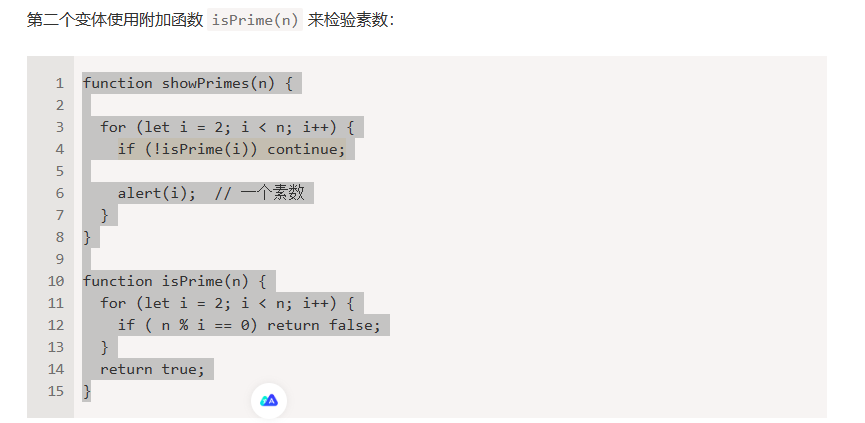 第二个变体使用附加函数 isPrime(n) 来检验素数：
1 function showPrimes(n) {
2
3   for (let i = 2; i < n; i++) {
4     if (!isPrime(i)) continue;
5
6     alert(i);  // 一个素数
7   }
8 }
9
10 function isPrime(n) {
11   for (let i = 2; i < n; i++) {
12     if ( n % i == 0) return false;
13   }
14   return true;
15 }